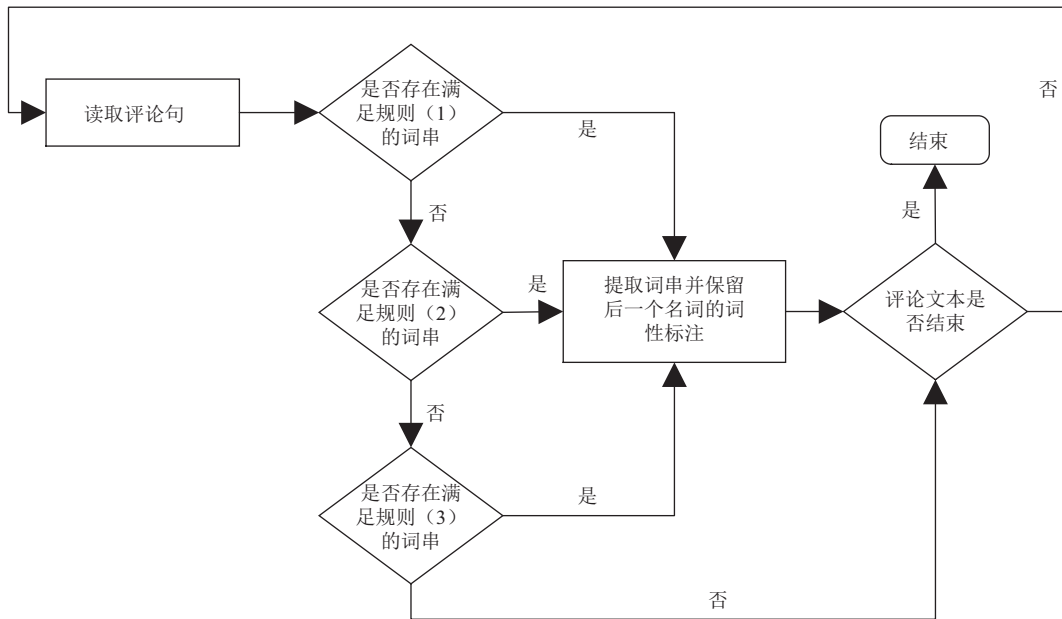 否
读取评论句
是否存在满
足规则（1）
的词串
是
结束
否
是
是否存在满
足规则（2）
的词串
是
提取词串并保留
后一个名词的词
性标注
评论文本是
否结束
否
是否存在满
足规则（3）
的词串
是
否